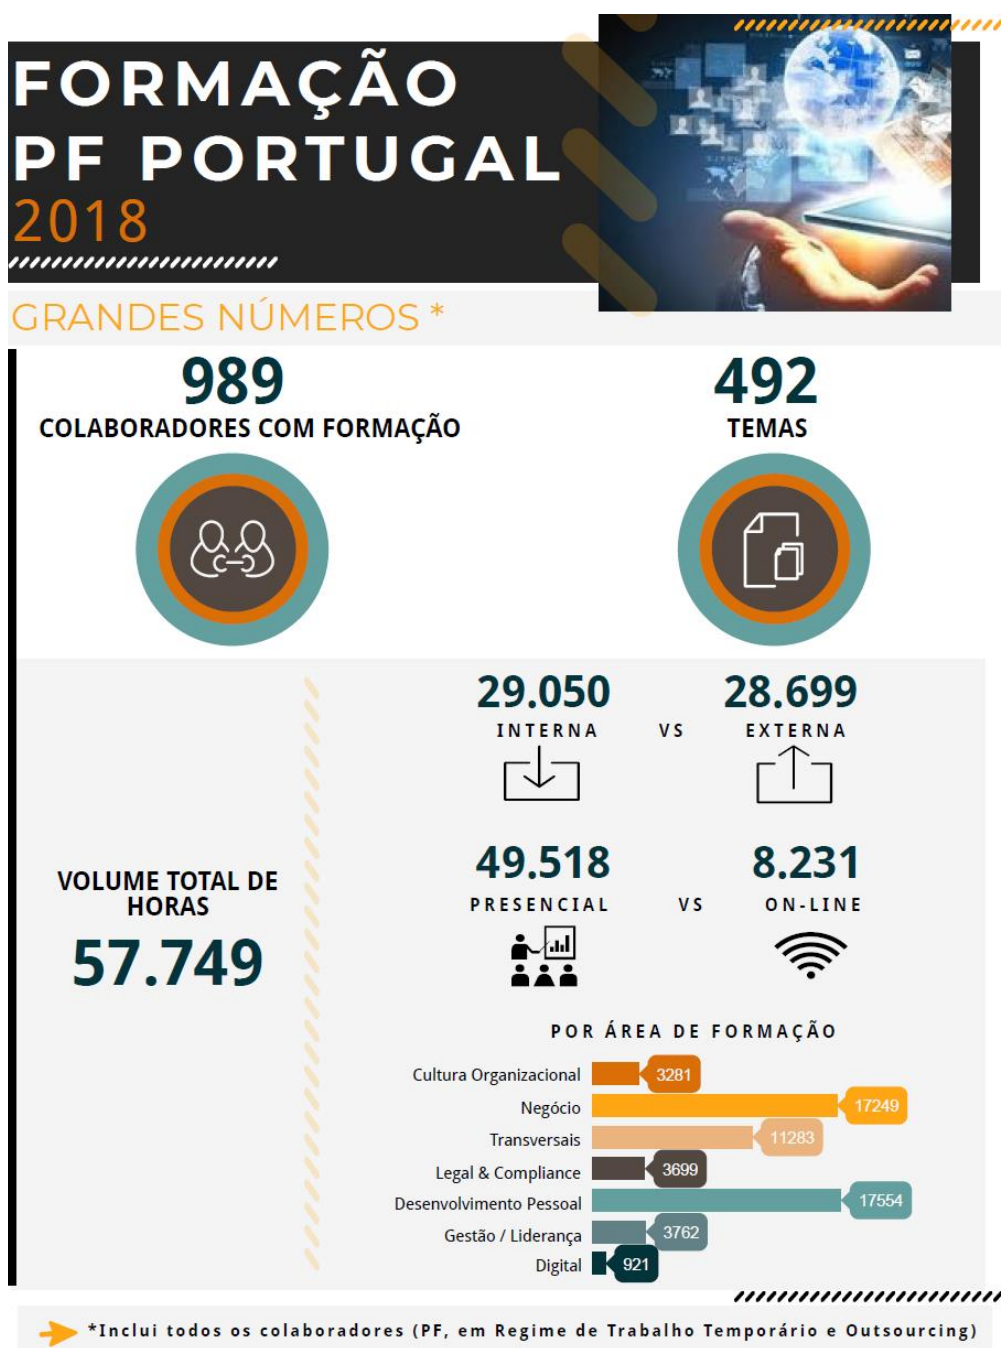 FORMAÇÃO
PF PORTUGAL
2018
GRANDES NÚMEROS *
989
COLABORADORES COM FORMAÇÃO
492
TEMAS
VOLUME TOTAL DE
HORAS
57.749
29.050
INTERNA
VS
28.699
EXTERNA
49.518
PRESENCIAL
VS
8.231
ON-LINE
POR ÁREA DE FORMAÇÃO
Cultura Organizacional 3281
Negócio 17249
Transversais 11283
Legal & Compliance 3699
Desenvolvimento Pessoal 17554
Gestão / Liderança 3762
Digital 921
*Inclui todos os colaboradores (PF, em Regime de Trabalho Temporário e Outsourcing)